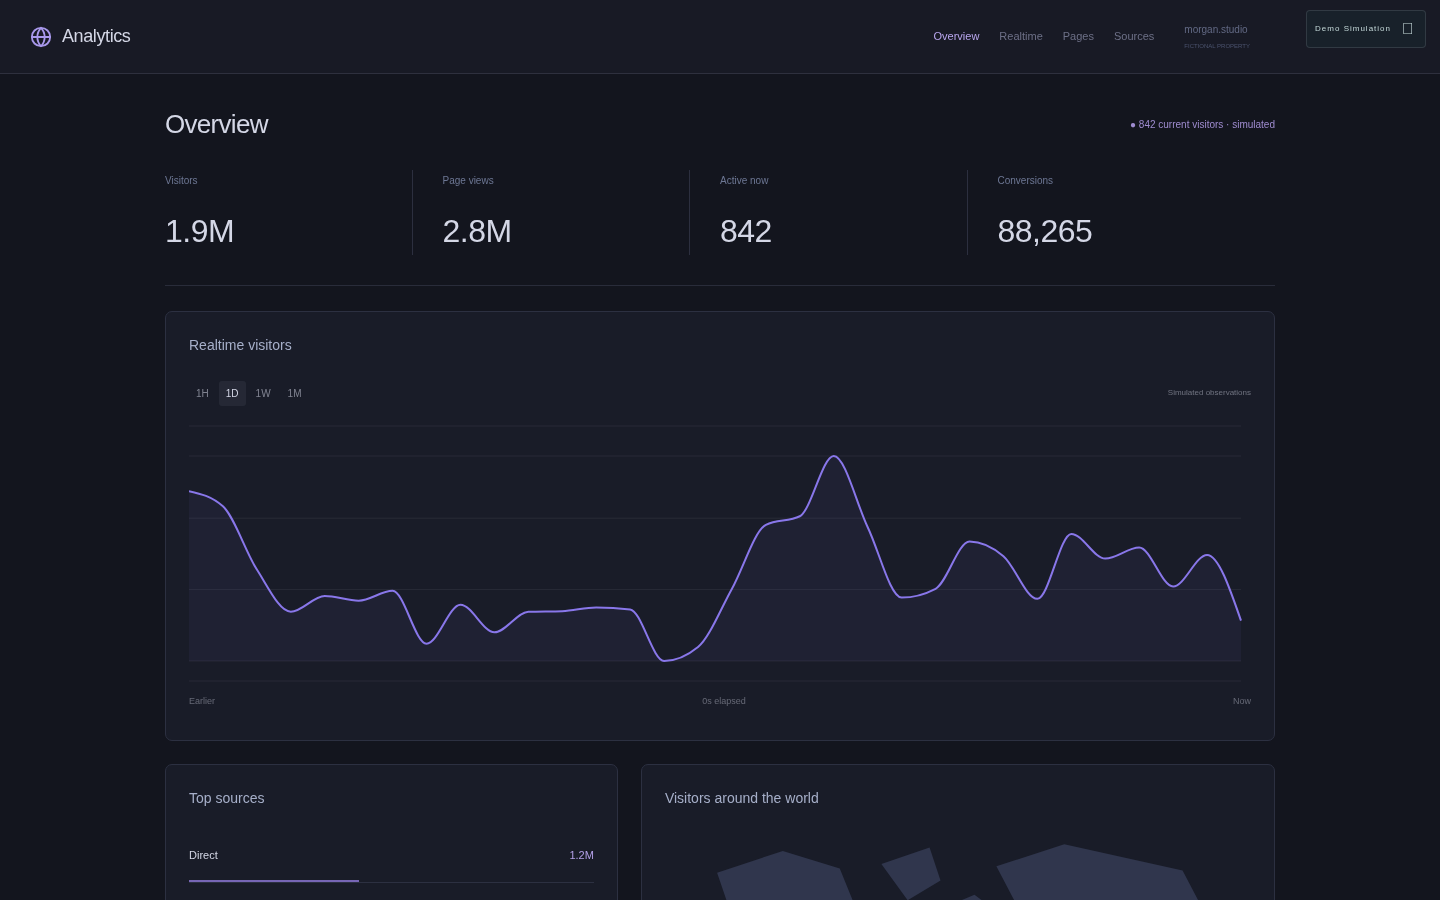 Analytics
Overview
Realtime
Pages
Sources
morgan.studio
FICTIONAL PROPERTY
Demo Simulation
Overview
● 842 current visitors · simulated
Visitors
Page views
Active now
Conversions
1.9M
2.8M
842
88,265
Realtime visitors
1H
1D
1W
1M
Simulated observations
Earlier
0s elapsed
Now
Top sources
Visitors around the world
Direct
1.2M